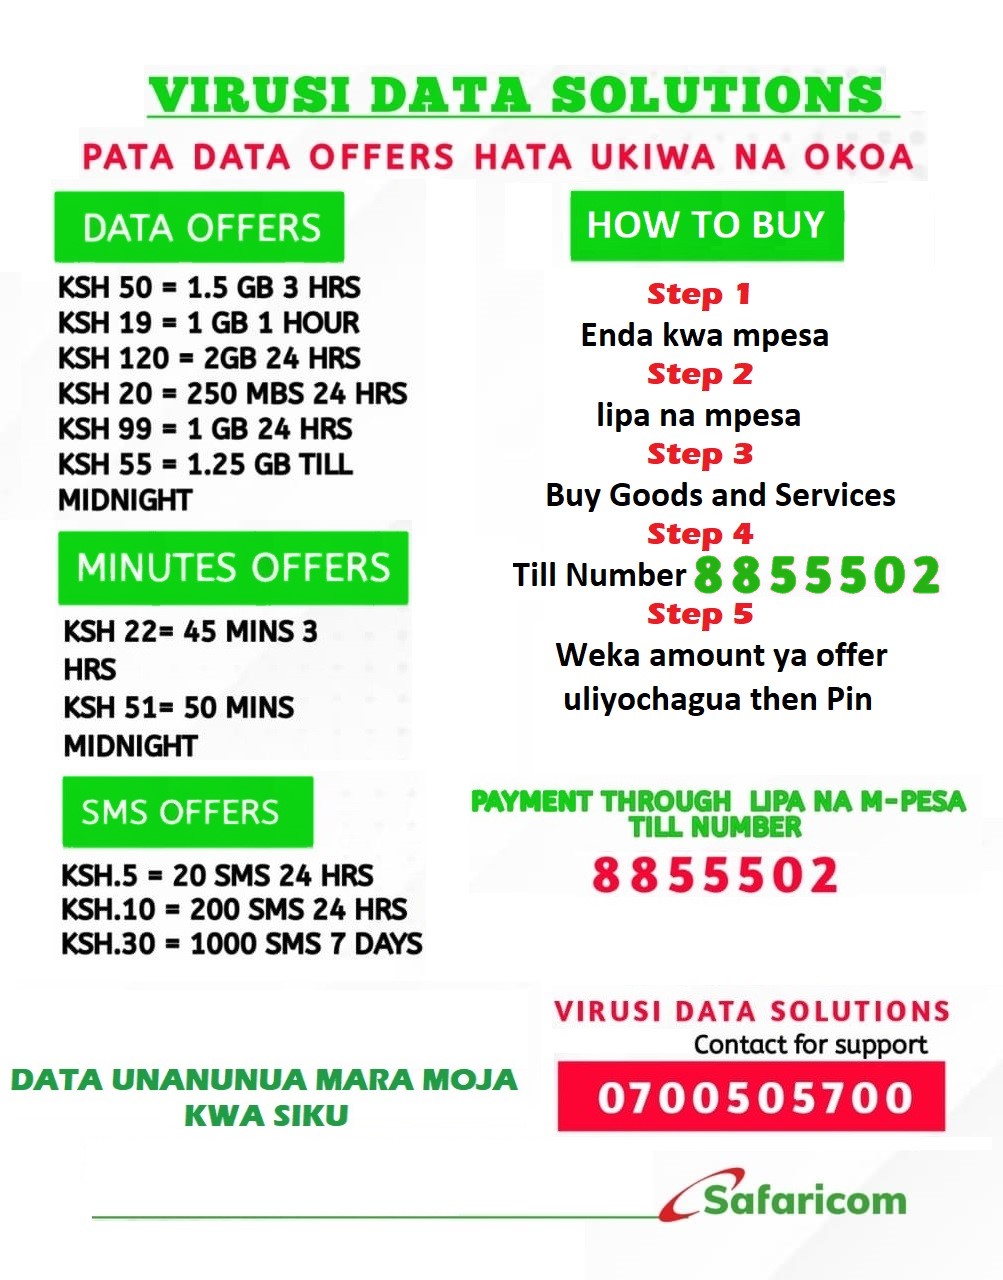 VIRUSI DATA SOLUTIONS
PATA DATA OFFERS HATA UKIWA NA OKOA
DATA OFFERS
KSH 50 = 1.5 GB 3 HRS
KSH 19 = 1 GB 1 HOUR
KSH 120 = 2GB 24 HRS
KSH 20 = 250 MBS 24 HRS
KSH 99 = 1 GB 24 HRS
KSH 55 = 1.25 GB TILL
MIDNIGHT
MINUTES OFFERS
KSH 22= 45 MINS 3
HRS
KSH 51= 50 MINS
MIDNIGHT
SMS OFFERS
KSH.5 = 20 SMS 24 HRS
KSH.10 = 200 SMS 24 HRS
KSH.30 = 1000 SMS 7 DAYS
DATA UNANUNUA MARA MOJA
KWA SIKU
HOW TO BUY
Step 1
Enda kwa mpesa
Step 2
lipa na mpesa
Step 3
Buy Goods and Services
Step 4
Till Number 8855502
Step 5
Weka amount ya offer
uliyochagua then Pin
PAYMENT THROUGH LIPA NA M-PESA
TILL NUMBER
8855502
VIRUSI DATA SOLUTIONS
Contact for support
0700505700
Safaricom